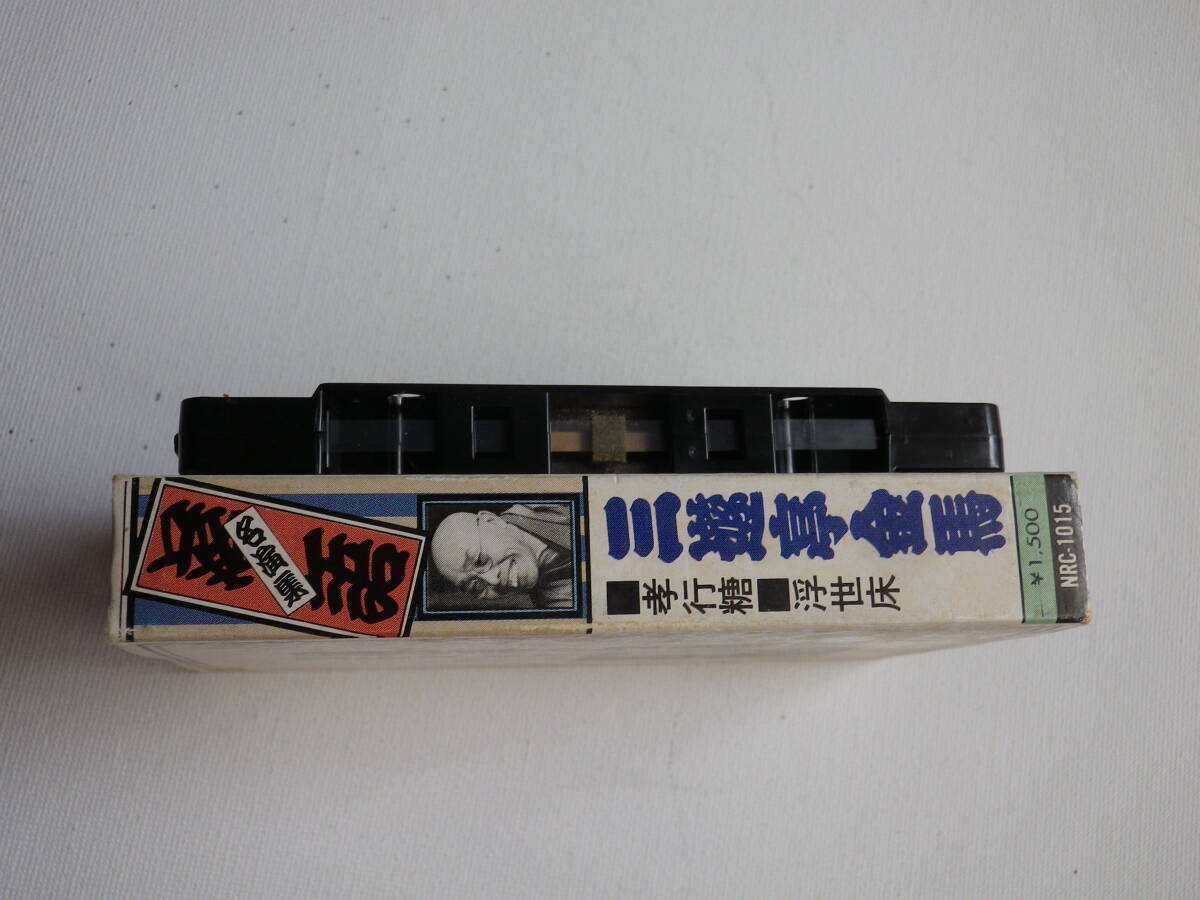 落語
名演集
三遊亭金馬
■孝行糖■浮世床
¥1,500
NRC-1015